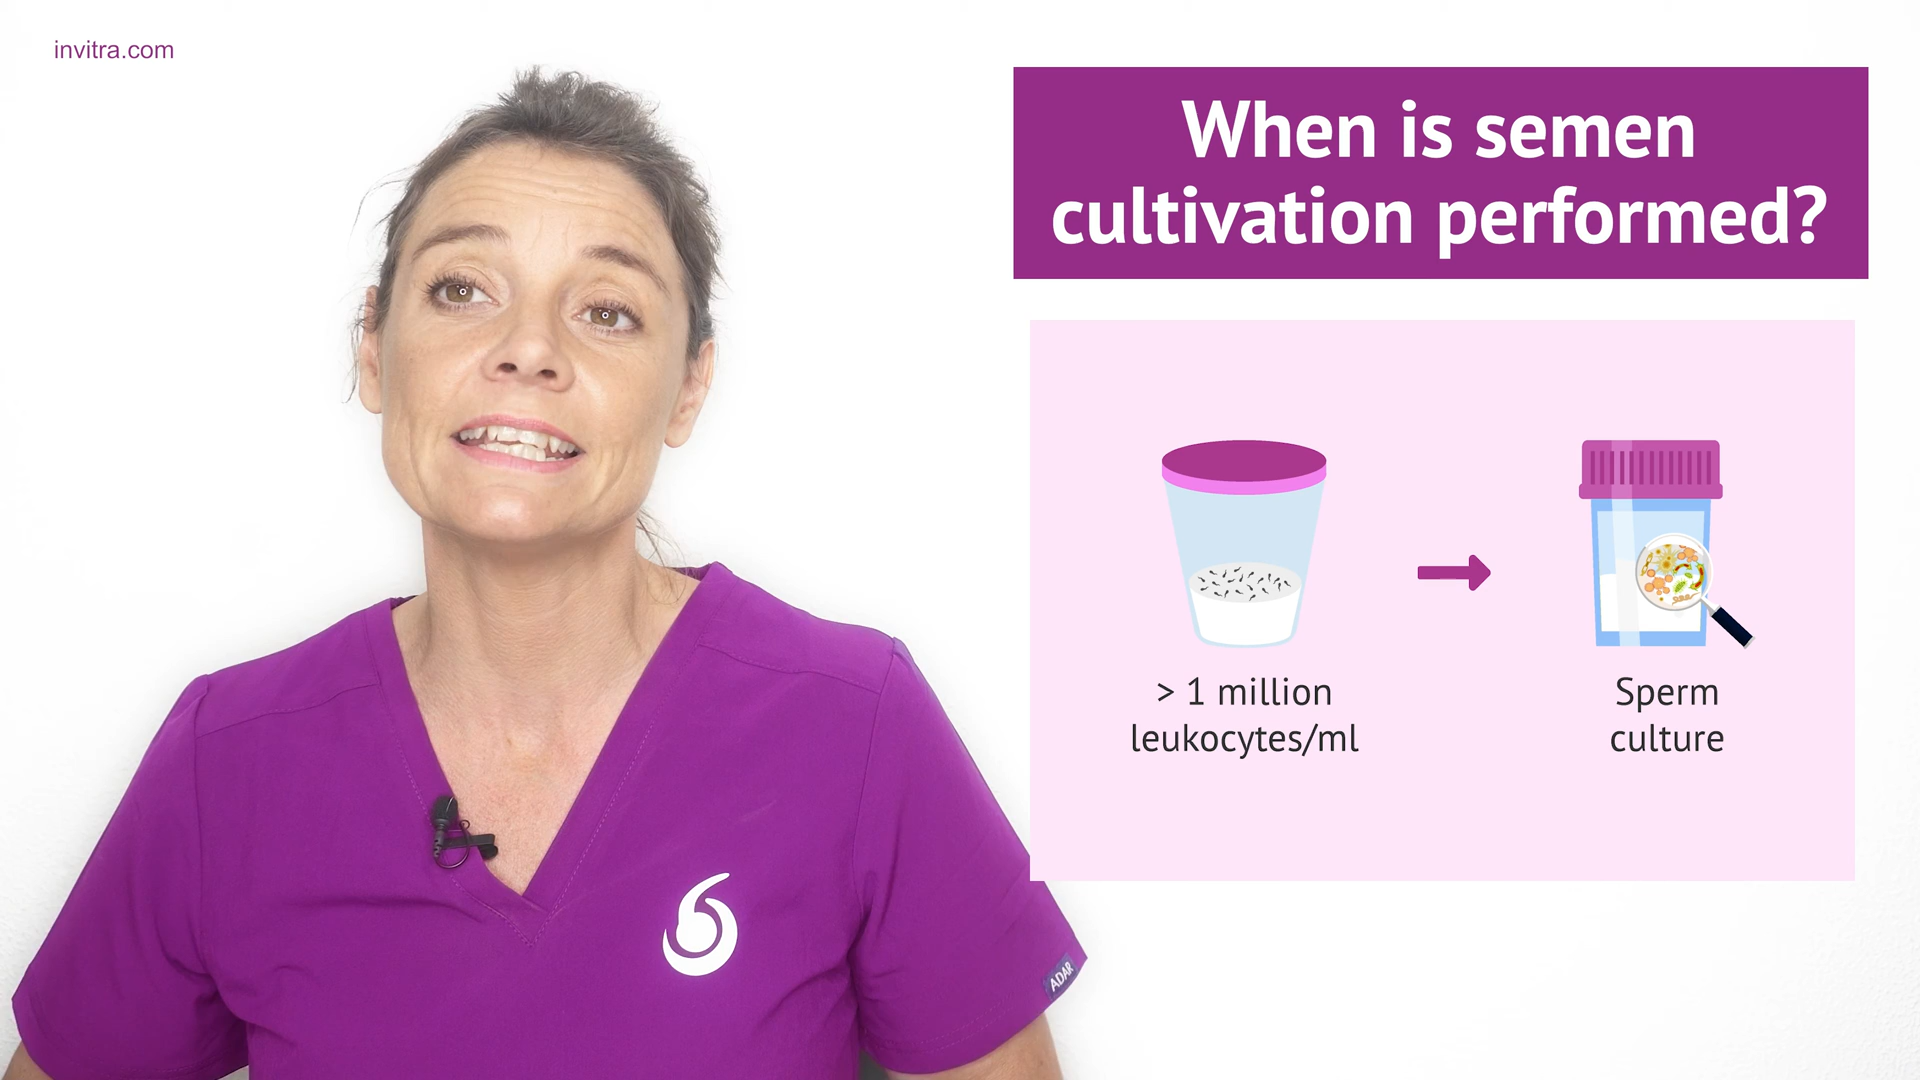 invitra.com
When is semen
cultivation performed?
> 1 million
leukocytes/ml
Sperm
culture
ADAR